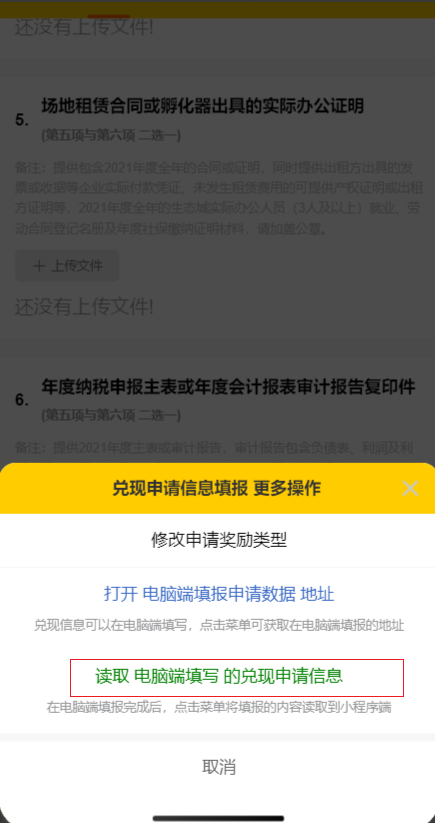 还没有上传文件!
5. 场地租赁合同或孵化器出具的实际办公证明
(第五项与第六项 二选一)
备注：提供包含2021年度全年的合同或证明，同时提供出租方出具的发
票或收据等企业实际付款凭证，未发生租赁费用的可提供产权证明或出租
方证明等，2021年度全年的生态城实际办公人员（3人及以上）就业、劳
动合同登记名册及年度社保缴纳证明材料，请加盖公章。
＋ 上传文件
还没有上传文件!
6. 年度纳税申报主表或年度会计报表审计报告复印件
(第五项与第六项 二选一)
备注：提供2021年度主表或审计报告，审计报告包含负债表、利润及利
兑现申请信息填报 更多操作
修改申请奖励类型
打开 电脑端填报申请数据 地址
兑现信息可以在电脑端填写，点击菜单可获取在电脑端填报的地址
读取 电脑端填写 的兑现申请信息
在电脑端填报完成后，点击菜单将填报的内容读取到小程序端
取消